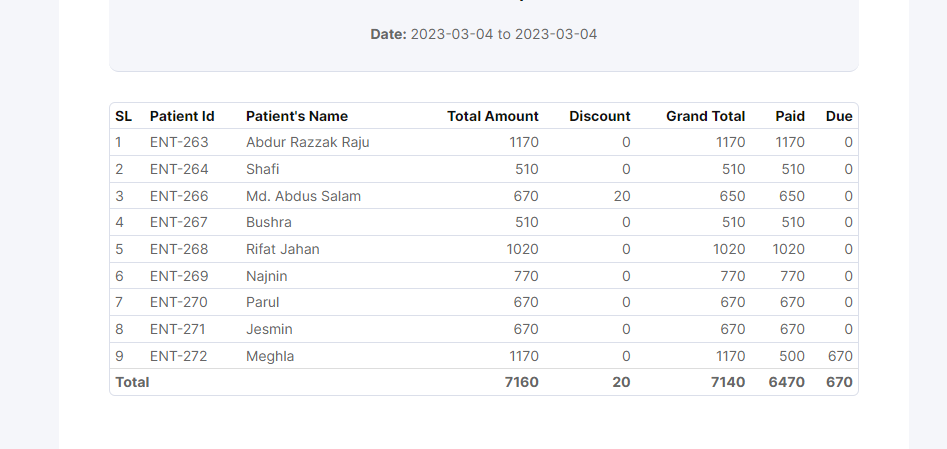 Date: 2023-03-04 to 2023-03-04
SL Patient Id Patient's Name Total Amount Discount Grand Total Paid Due
1 ENT-263 Abdur Razzak Raju 1170 0 1170 1170 0
2 ENT-264 Shafi 510 0 510 510 0
3 ENT-266 Md. Abdus Salam 670 20 650 650 0
4 ENT-267 Bushra 510 0 510 510 0
5 ENT-268 Rifat Jahan 1020 0 1020 1020 0
6 ENT-269 Najnin 770 0 770 770 0
7 ENT-270 Parul 670 0 670 670 0
8 ENT-271 Jesmin 670 0 670 670 0
9 ENT-272 Meghla 1170 0 1170 500 670
Total 7160 20 7140 6470 670